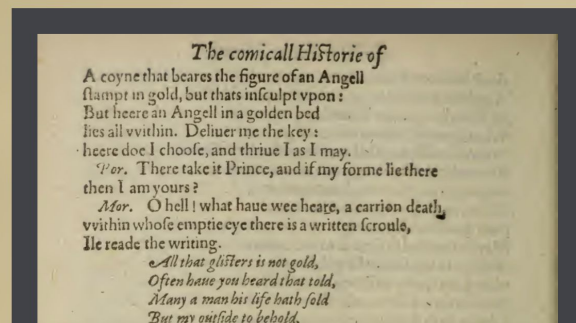 The comicall Historie of
A coyne that beares the figure of an Angell
stampt in gold, but thats insculpt vpon:
But heere an Angell in a golden bed
lies all vvithin. Deliuer me the key:
heere doe I choose, and thriue I as I may.
Por. There take it Prince, and if my forme lie there
then I am yours?
Mor. O hell! what haue wee heare, a carrion death,
vvithin whose emptie eye there is a written scroule,
Ile reade the writing.
All that glisters is not gold,
Often haue you heard that told,
Many a man his life hath sold
But my outside to behold,